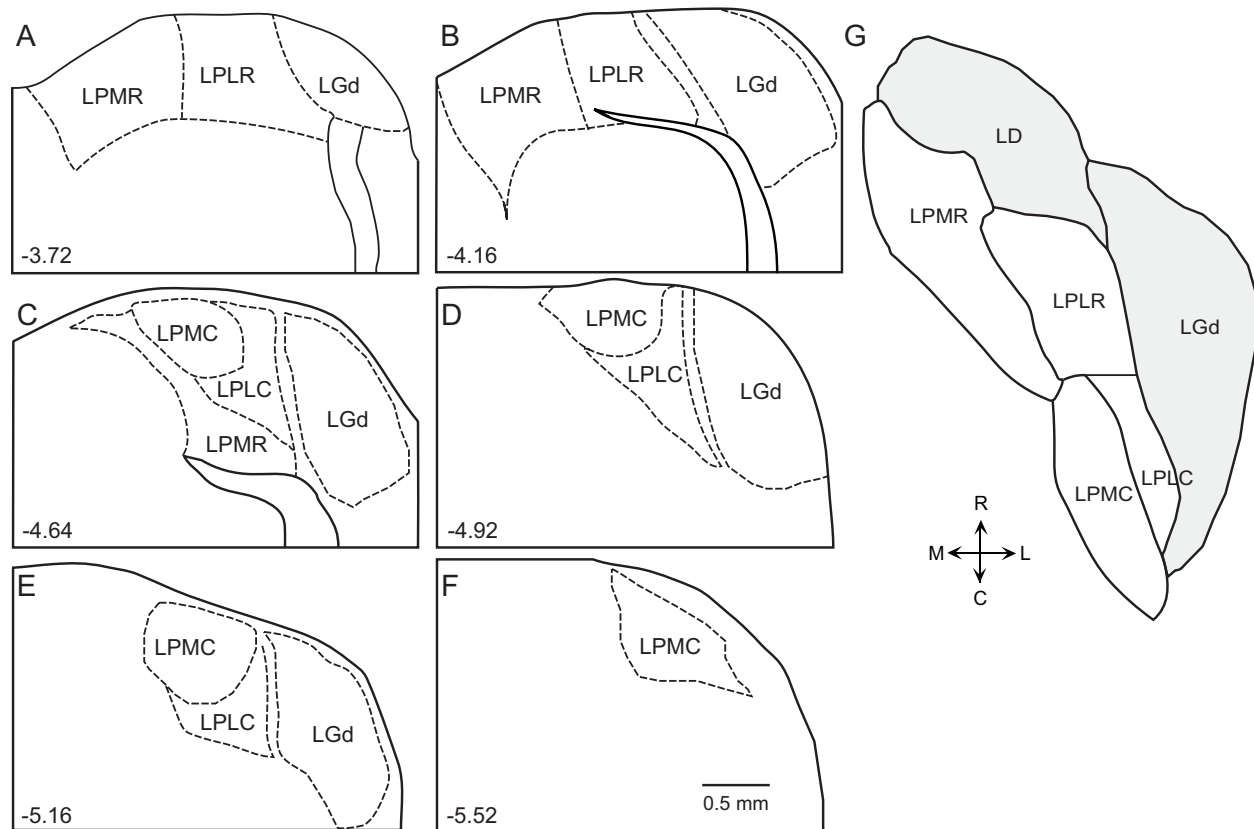 A
LPMR
LPLR
LGd
-3.72
B
LPMR
LPLR
LGd
-4.16
C
LPMC
LPLC
LPMR
LGd
-4.64
D
LPMC
LPLC
LGd
-4.92
E
LPMC
LPLC
LGd
-5.16
F
LPMC
0.5 mm
-5.52
G
LD
LPMR
LPLR
LGd
LPMC
LPLC
R
M
L
C